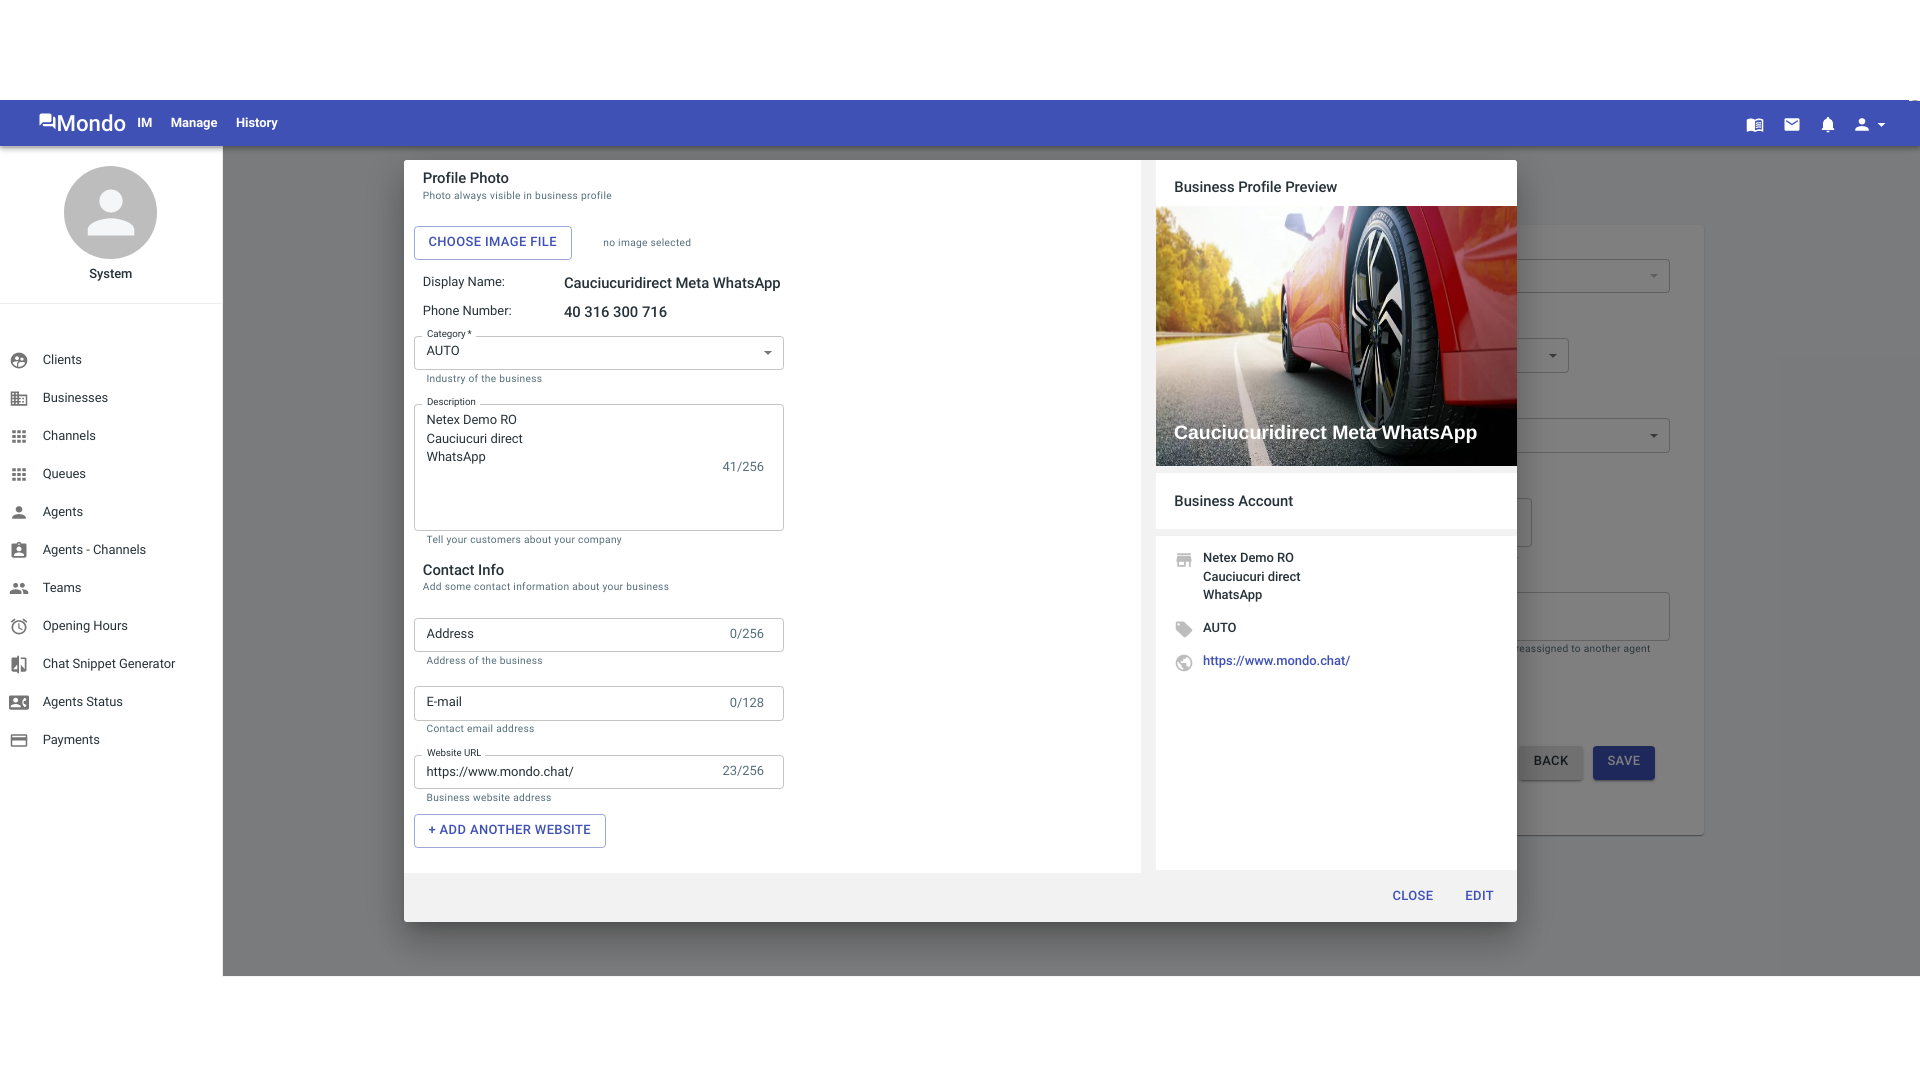 Mondo IM Manage History
System
Clients
Businesses
Channels
Queues
Agents
Agents - Channels
Teams
Opening Hours
Chat Snippet Generator
Agents Status
Payments
Profile Photo
Photo always visible in business profile
CHOOSE IMAGE FILE no image selected
Display Name: Cauciucuridirect Meta WhatsApp
Phone Number: 40 316 300 716
Category *
AUTO
Industry of the business
Description
Netex Demo RO
Cauciucuri direct
WhatsApp
41/256
Tell your customers about your company
Contact Info
Add some contact information about your business
Address 0/256
Address of the business
E-mail 0/128
Contact email address
Website URL
https://www.mondo.chat/ 23/256
Business website address
+ ADD ANOTHER WEBSITE
Business Profile Preview
Cauciucuridirect Meta WhatsApp
Business Account
Netex Demo RO
Cauciucuri direct
WhatsApp
AUTO
https://www.mondo.chat/
CLOSE EDIT
reassigned to another agent
BACK SAVE